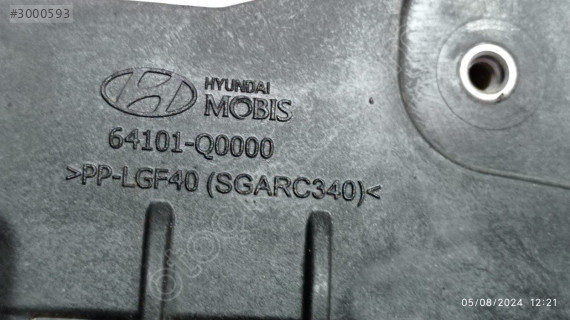 #3000593
HYUNDAI
MOBIS
64101-Q0000
>PP-LGF40 (SGARC340)<
05/08/2024 12:21